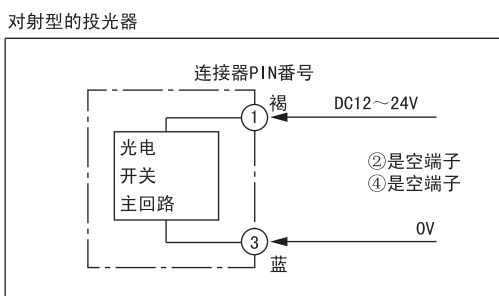 对射型的投光器
连接器PIN番号
褐
DC12～24V
①
光电
开关
主回路
②是空端子
④是空端子
0V
③
蓝